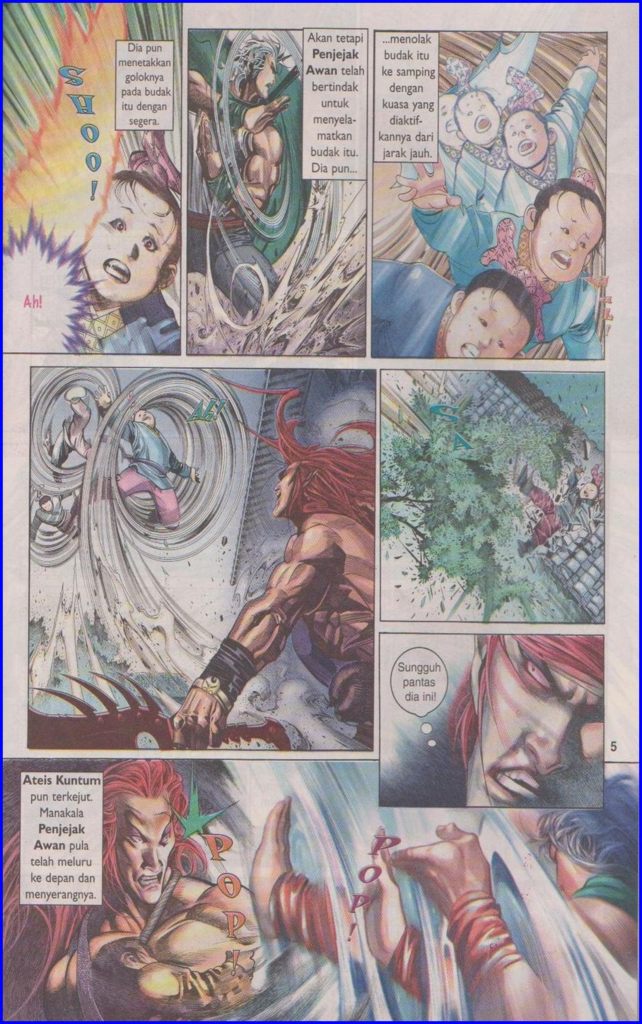 Dia pun
menetakkan
goloknya
pada budak
itu dengan
segera.
SHOO!
Ah!
Akan tetapi
Penjejak
Awan telah
bertindak
untuk
menyela-
matkan
budak itu.
Dia pun...
...menolak
budak itu
ke samping
dengan
kuasa yang
diaktif-
kannya dari
jarak jauh.
AE!
Sungguh
pantas
dia ini!
5
Ateis Kuntum
pun terkejut.
Manakala
Penjejak
Awan pula
telah meluru
ke depan dan
menyerangnya.
POP!
POP!